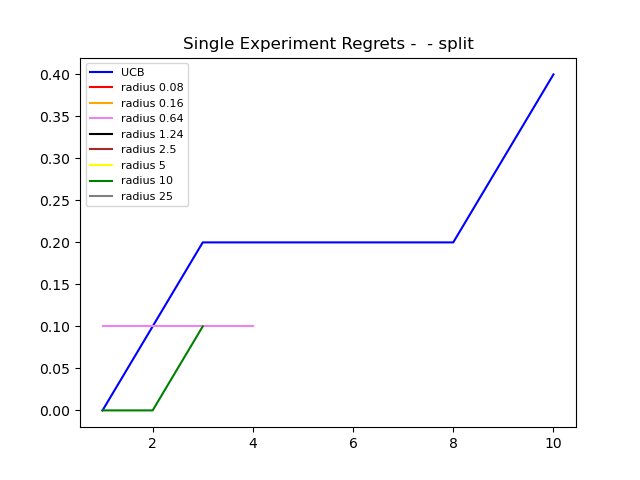 Single Experiment Regrets -  - split
UCB
radius 0.08
radius 0.16
radius 0.64
radius 1.24
radius 2.5
radius 5
radius 10
radius 25
0.40
0.35
0.30
0.25
0.20
0.15
0.10
0.05
0.00
2 4 6 8 10